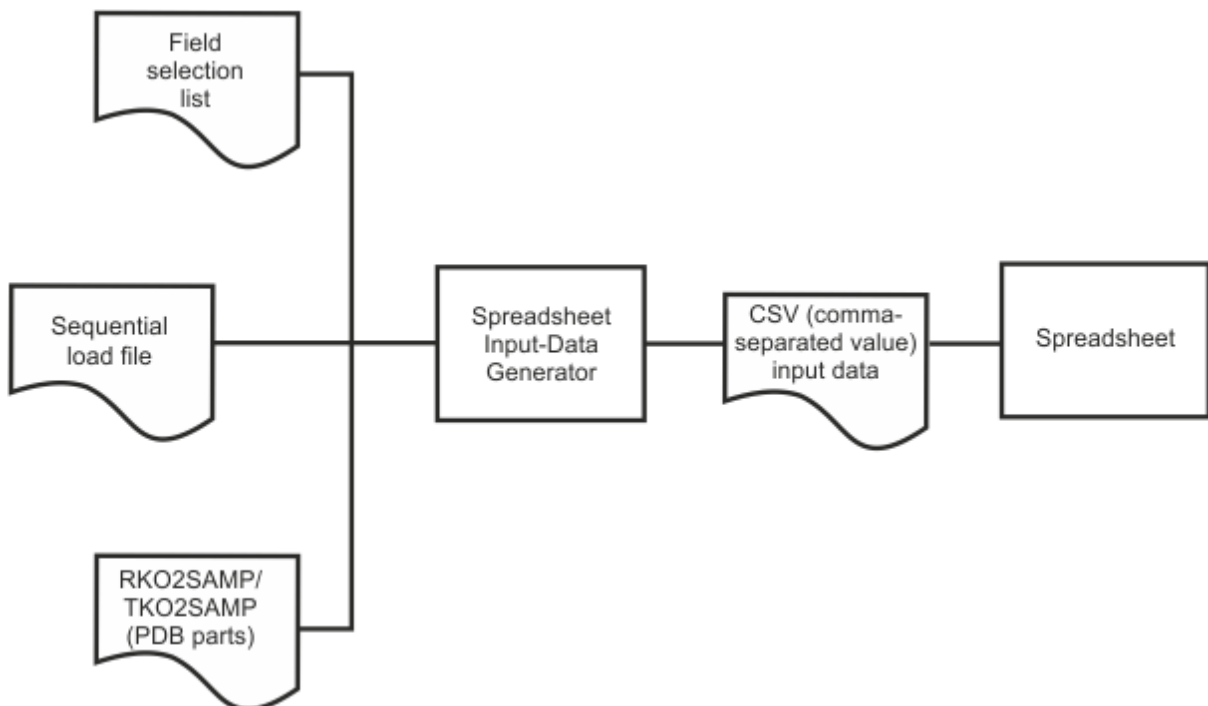 Field
selection
list
Sequential
load file
RKO2SAMP/
TKO2SAMP
(PDB parts)
Spreadsheet
Input-Data
Generator
CSV (comma-
separated value)
input data
Spreadsheet